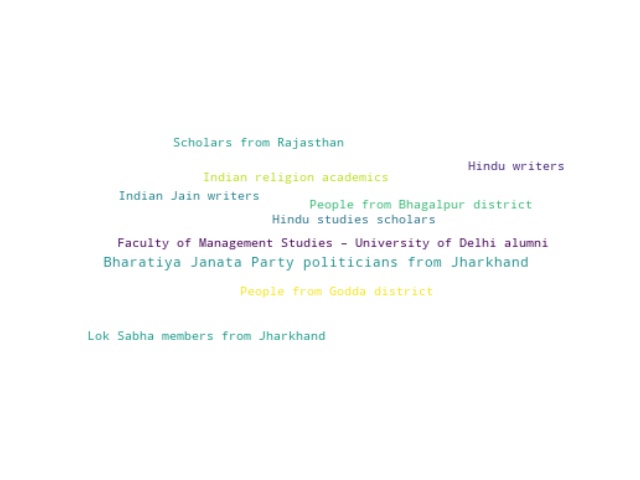 Scholars from Rajasthan
Hindu writers
Indian religion academics
Indian Jain writers
People from Bhagalpur district
Hindu studies scholars
Faculty of Management Studies – University of Delhi alumni
Bharatiya Janata Party politicians from Jharkhand
People from Godda district
Lok Sabha members from Jharkhand